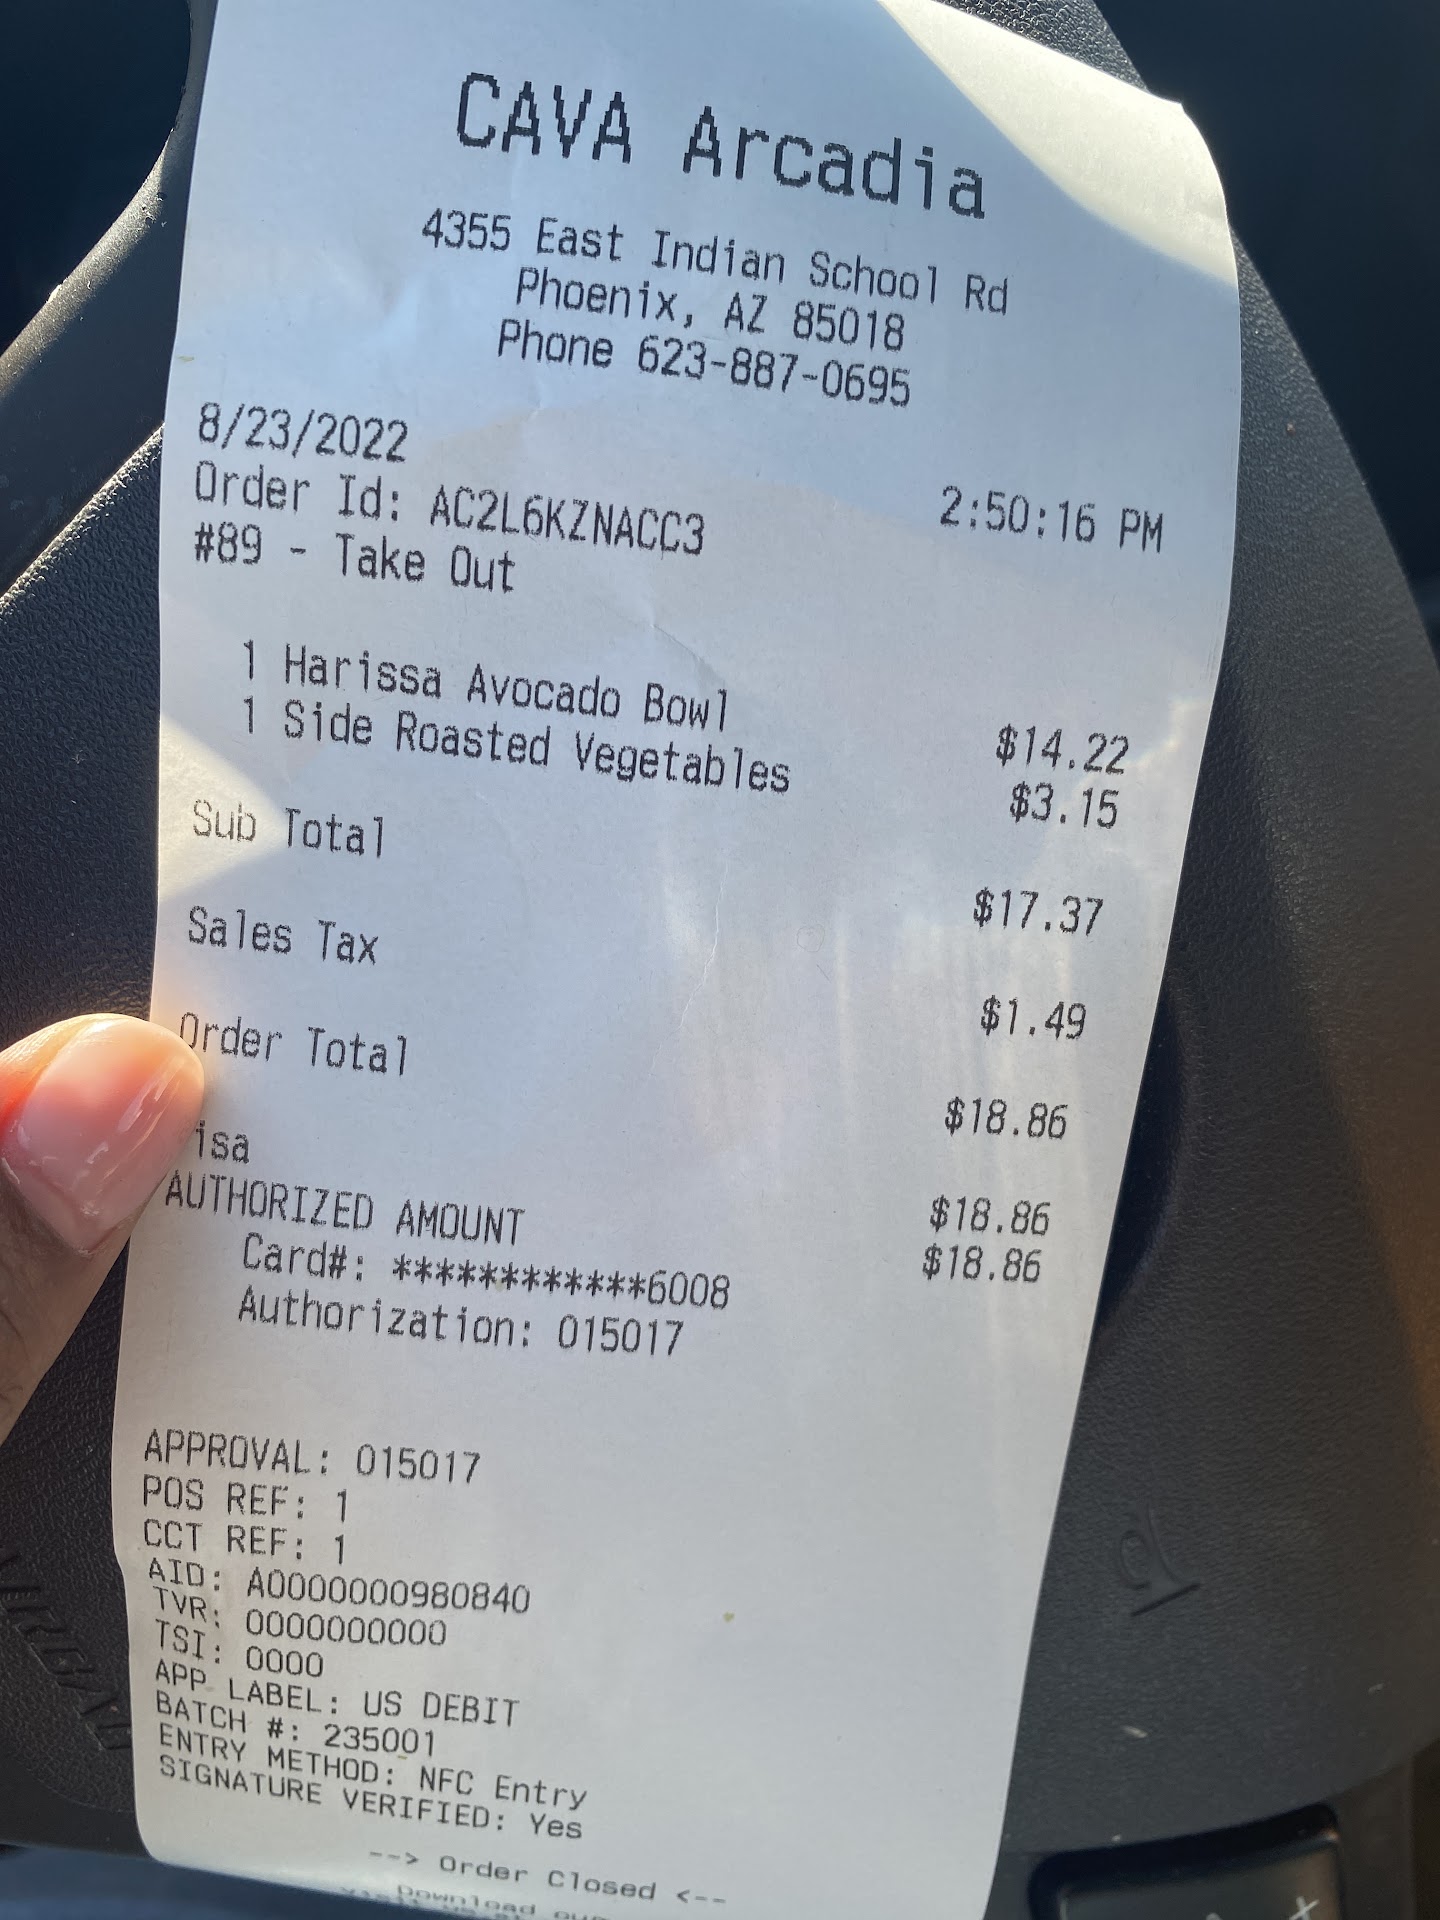 CAVA Arcadia
4355 East Indian School Rd
Phoenix, AZ 85018
Phone 623-887-0695
8/23/2022 2:50:16 PM
Order Id: AC2L6KZNACC3
#89 - Take Out
1 Harissa Avocado Bowl $14.22
1 Side Roasted Vegetables $3.15
Sub Total $17.37
Sales Tax $1.49
Order Total $18.86
isa $18.86
AUTHORIZED AMOUNT $18.86
Card#: ************6008
Authorization: 015017
APPROVAL: 015017
POS REF: 1
CCT REF: 1
AID: A0000000980840
TVR: 0000000000
TSI: 0000
APP LABEL: US DEBIT
BATCH #: 235001
ENTRY METHOD: NFC Entry
SIGNATURE VERIFIED: Yes
--> Order Closed <--
Download our
AIRBAG